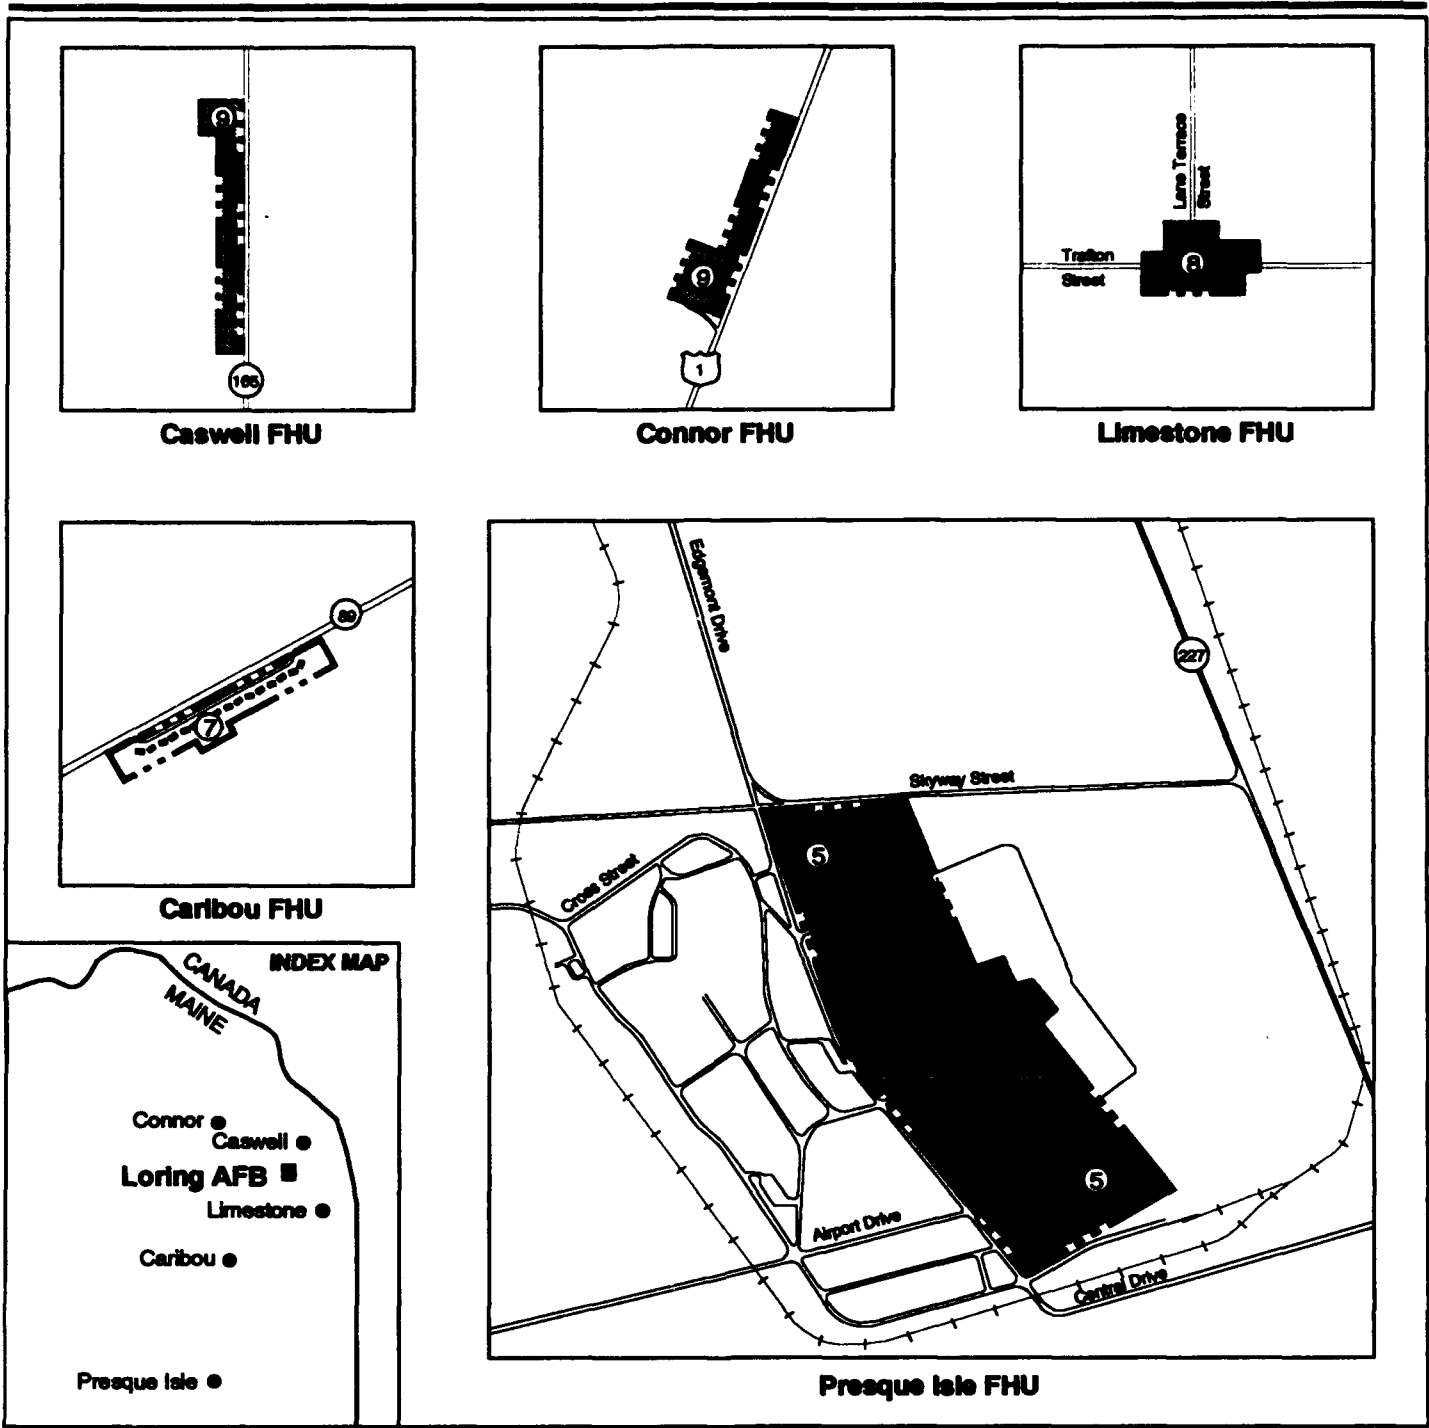 9
165
Caswell FHU
9
1
Connor FHU
Lane Terrace
Street
Trafton
Street
8
Limestone FHU
89
7
Caribou FHU
Edgemont Drive
227
Skyway Street
5
Cross Street
5
Airport Drive
Central Drive
Presque Isle FHU
INDEX MAP
CANADA
MAINE
Connor
Caswell
Loring AFB
Limestone
Caribou
Presque Isle